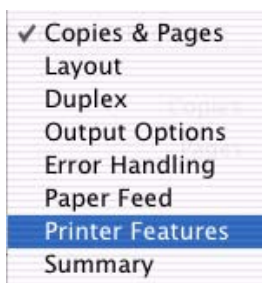 ✓ Copies & Pages
Layout
Duplex
Output Options
Error Handling
Paper Feed
Printer Features
Summary